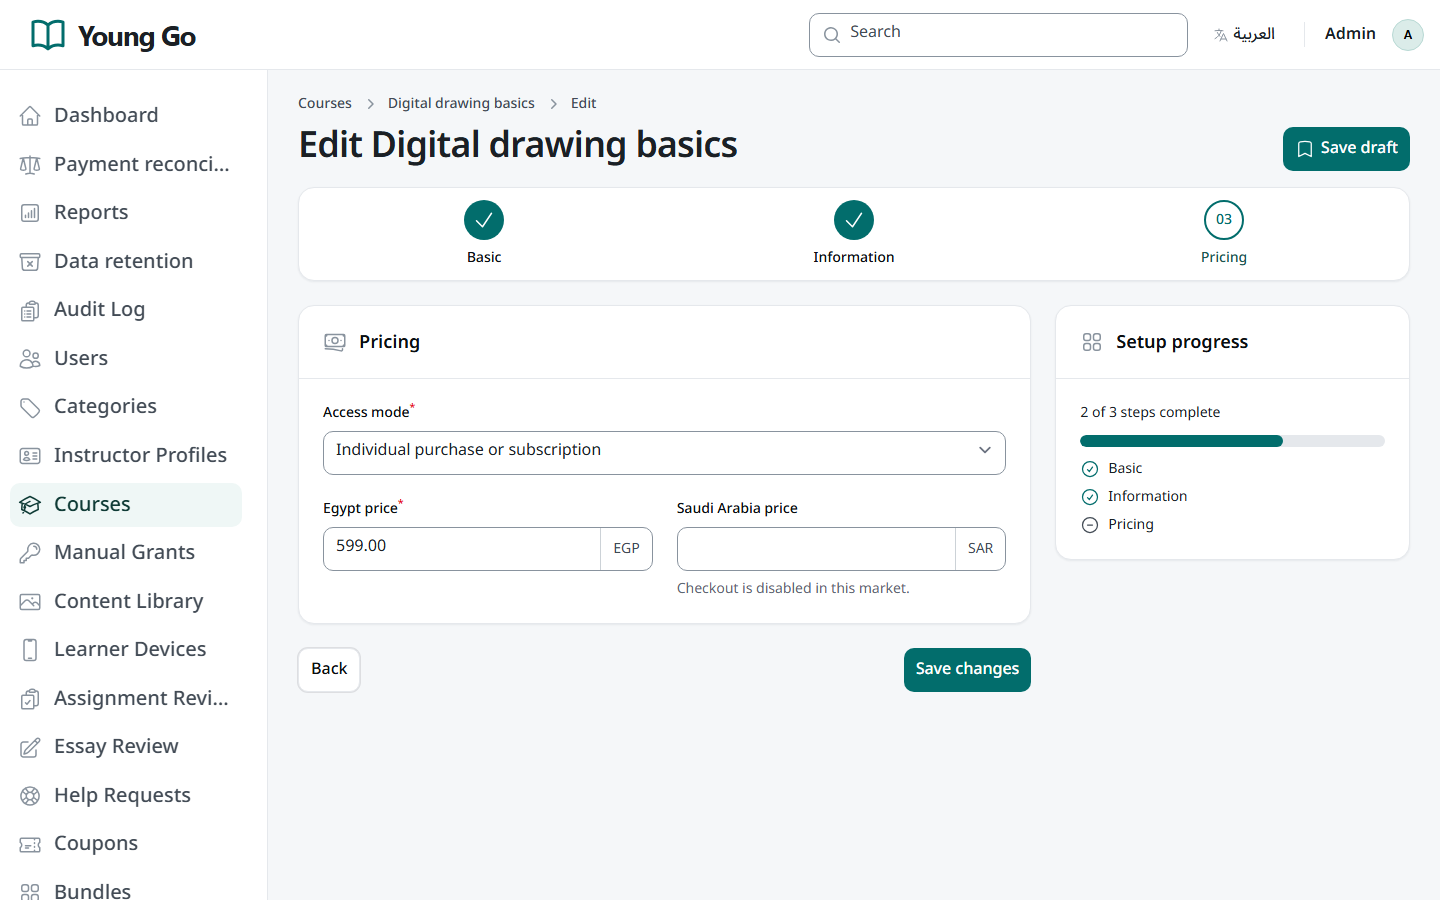 Young Go
Search
العربية
Admin
A
Dashboard
Payment reconci...
Reports
Data retention
Audit Log
Users
Categories
Instructor Profiles
Courses
Manual Grants
Content Library
Learner Devices
Assignment Revi...
Essay Review
Help Requests
Coupons
Bundles
Courses > Digital drawing basics > Edit
Edit Digital drawing basics
Save draft
Basic
Information
03
Pricing
Pricing
Access mode*
Individual purchase or subscription
Egypt price*
599.00 EGP
Saudi Arabia price
SAR
Checkout is disabled in this market.
Back
Save changes
Setup progress
2 of 3 steps complete
Basic
Information
Pricing